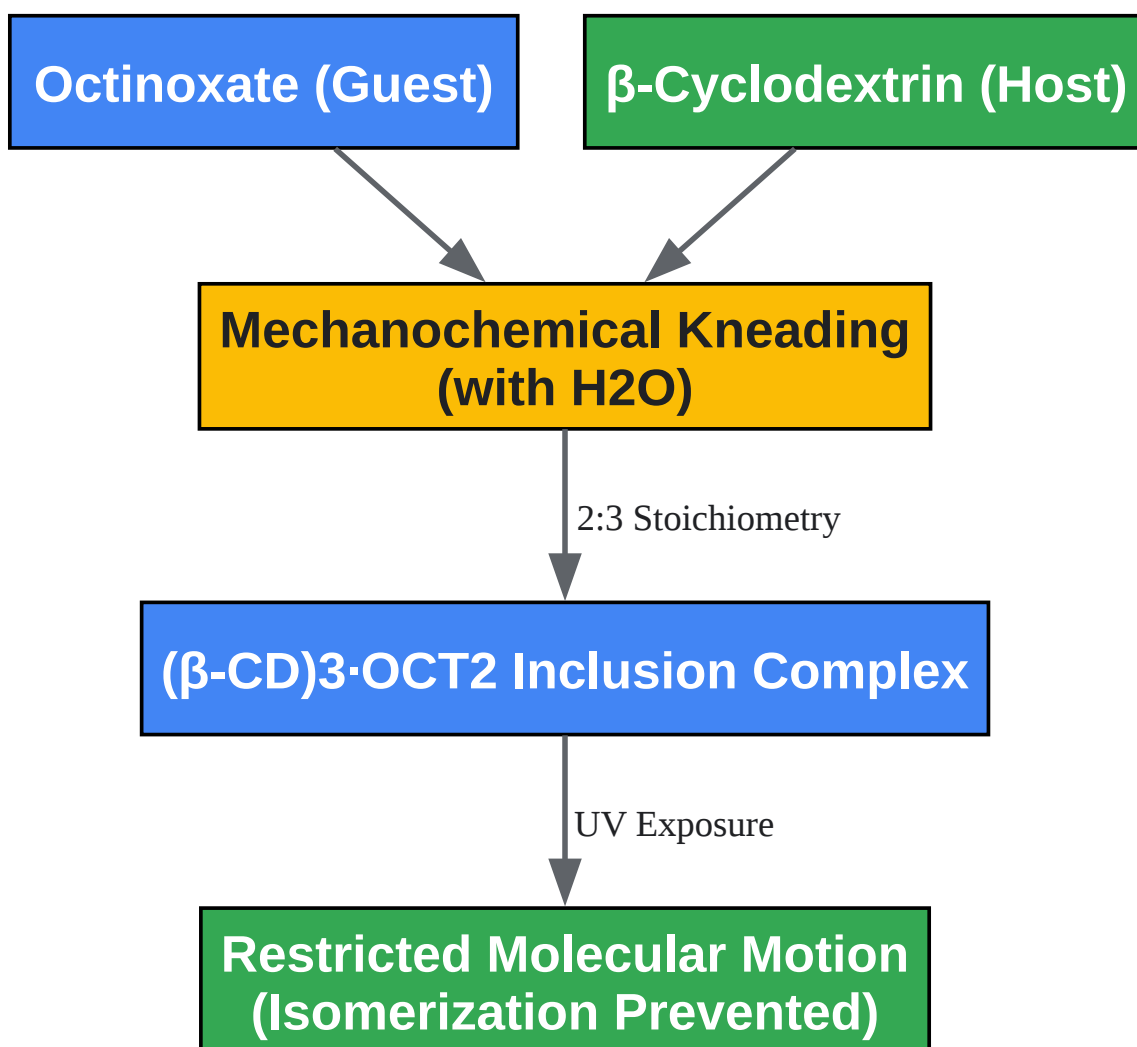 Octinoxate (Guest)
β-Cyclodextrin (Host)
Mechanochemical Kneading
(with H2O)
2:3 Stoichiometry
(β-CD)3·OCT2 Inclusion Complex
UV Exposure
Restricted Molecular Motion
(Isomerization Prevented)